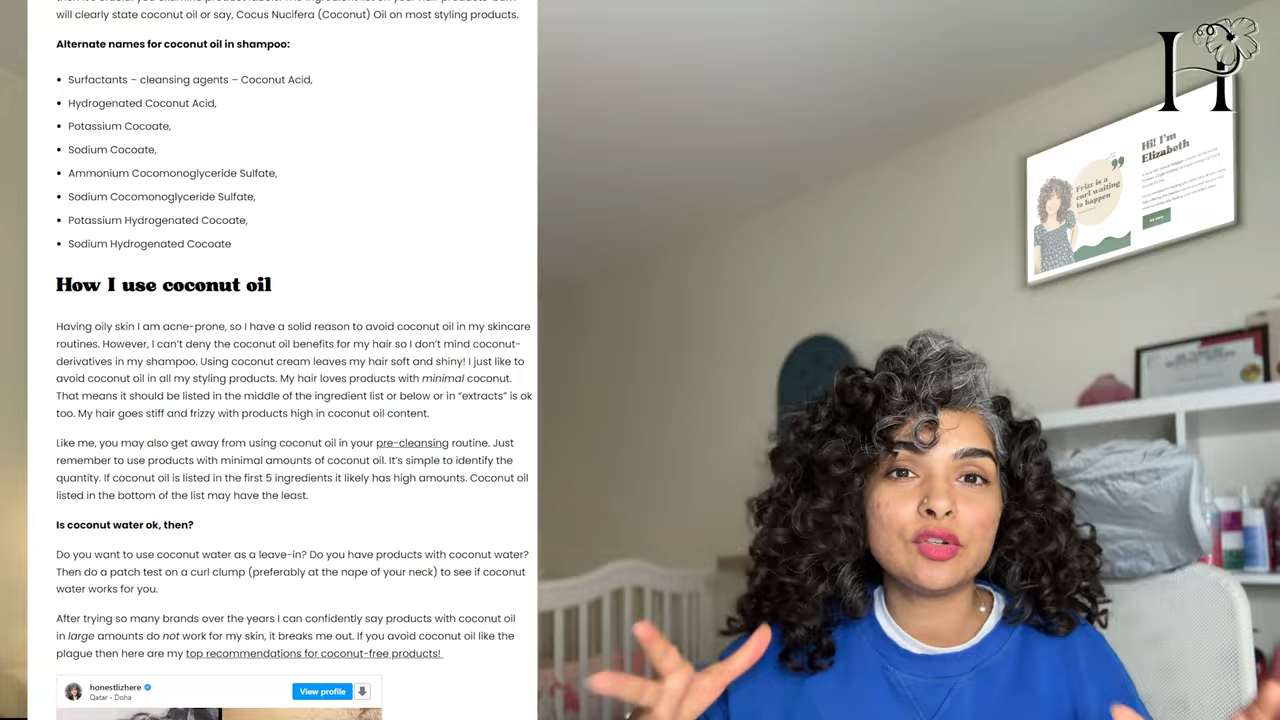 will clearly state coconut oil or say, Cocus Nucifera (Coconut) Oil on most styling products.
Alternate names for coconut oil in shampoo:
Surfactants – cleansing agents – Coconut Acid,
Hydrogenated Coconut Acid,
Potassium Cocoate,
Sodium Cocoate,
Ammonium Cocomonoglyceride Sulfate,
Sodium Cocomonoglyceride Sulfate,
Potassium Hydrogenated Cocoate,
Sodium Hydrogenated Cocoate
How I use coconut oil
Having oily skin I am acne-prone, so I have a solid reason to avoid coconut oil in my skincare
routines. However, I can't deny the coconut oil benefits for my hair so I don't mind coconut-
derivatives in my shampoo. Using coconut cream leaves my hair soft and shiny! I just like to
avoid coconut oil in all my styling products. My hair loves products with minimal coconut.
That means it should be listed in the middle of the ingredient list or below or in “extracts” is ok
too. My hair goes stiff and frizzy with products high in coconut oil content.
Like me, you may also get away from using coconut oil in your pre-cleansing routine. Just
remember to use products with minimal amounts of coconut oil. It's simple to identify the
quantity. If coconut oil is listed in the first 5 ingredients it likely has high amounts. Coconut oil
listed in the bottom of the list may have the least.
Is coconut water ok, then?
Do you want to use coconut water as a leave-in? Do you have products with coconut water?
Then do a patch test on a curl clump (preferably at the nape of your neck) to see if coconut
water works for you.
After trying so many brands over the years I can confidently say products with coconut oil
in large amounts do not work for my skin, it breaks me out. If you avoid coconut oil like the
plague then here are my top recommendations for coconut-free products!
honestlizhere
Qatar - Doha
View profile
H
Hi! I'm
Elizabeth
Frizz is a
curl waiting
to happen